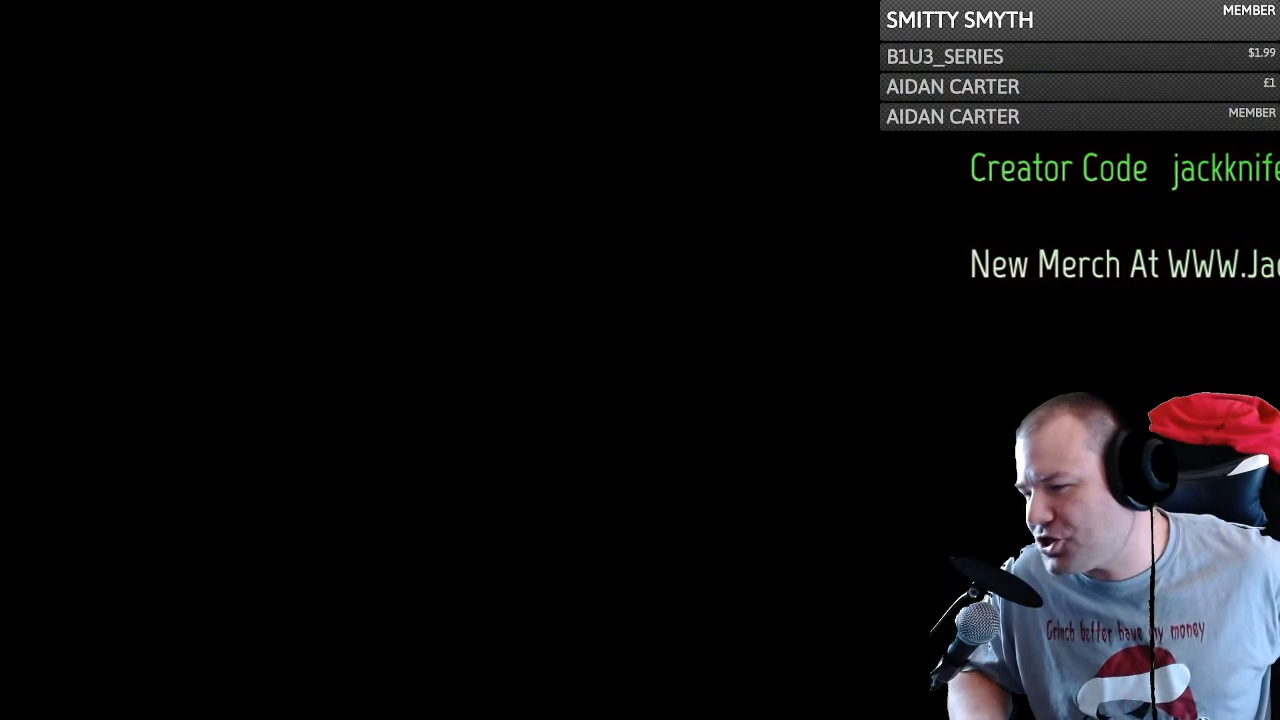 SMITTY SMYTH MEMBER
B1U3_SERIES $1.99
AIDAN CARTER £1
AIDAN CARTER MEMBER
Creator Code jackknife
New Merch At WWW.Jac
Grinch better have my money